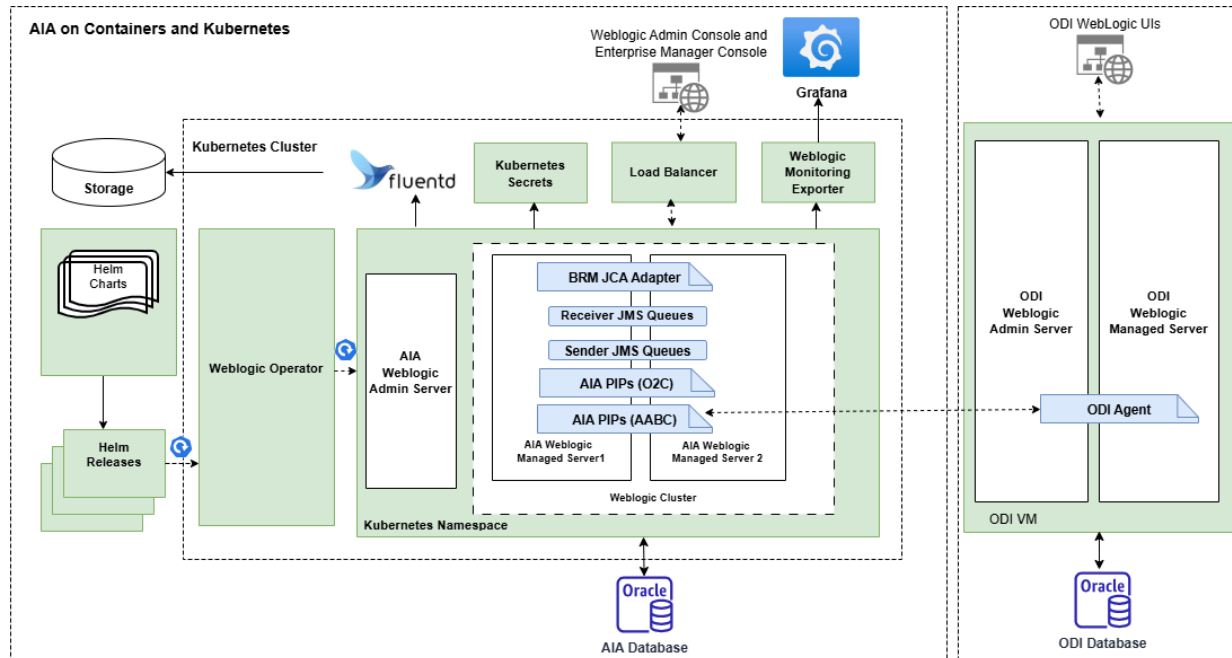 AIA on Containers and Kubernetes
Weblogic Admin Console and
Enterprise Manager Console
Grafana
ODI WebLogic UIs
Kubernetes Cluster
Storage
fluentd
Kubernetes
Secrets
Load Balancer
Weblogic
Monitoring
Exporter
Helm
Charts
Helm
Releases
Weblogic Operator
AIA
Weblogic
Admin Server
BRM JCA Adapter
Receiver JMS Queues
Sender JMS Queues
AIA PIPs (O2C)
AIA PIPs (AABC)
AIA Weblogic
Managed Server1
AIA Weblogic
Managed Server 2
Weblogic Cluster
Kubernetes Namespace
Oracle
AIA Database
ODI
Weblogic
Admin Server
ODI
Weblogic
Managed Server
ODI Agent
ODI VM
Oracle
ODI Database